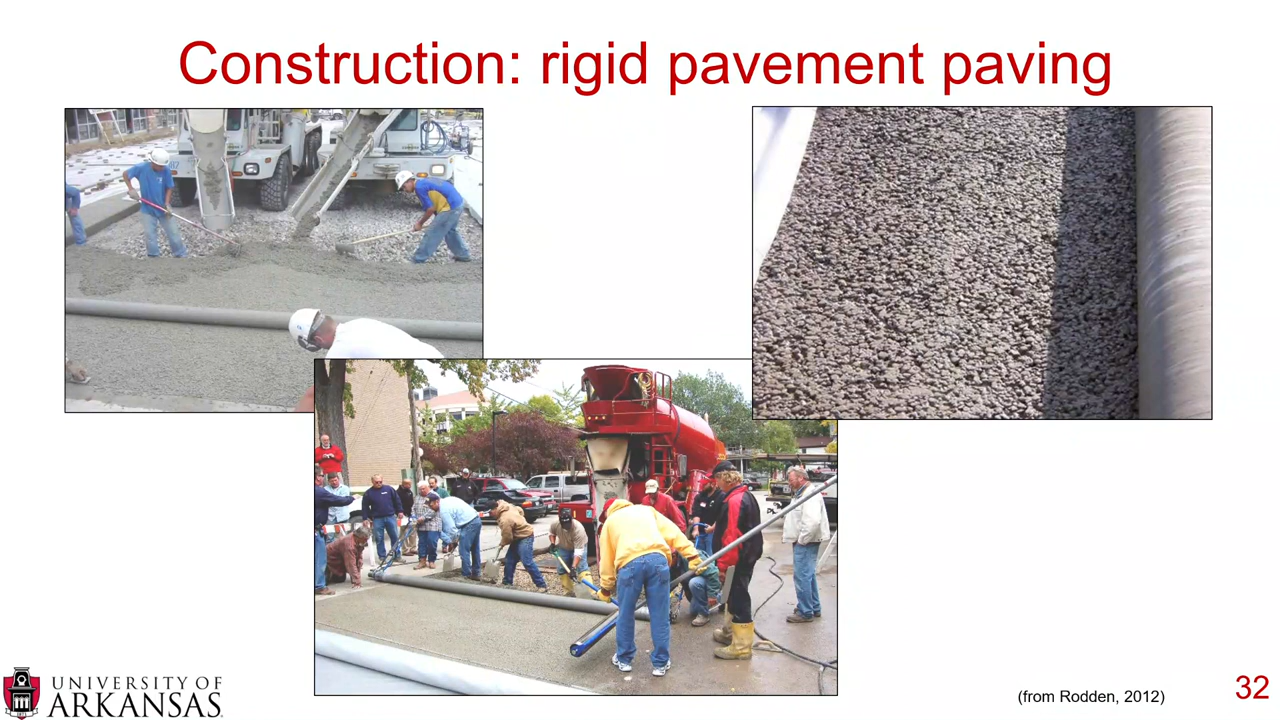 Construction: rigid pavement paving
UNIVERSITY OF
ARKANSAS
(from Rodden, 2012)
32